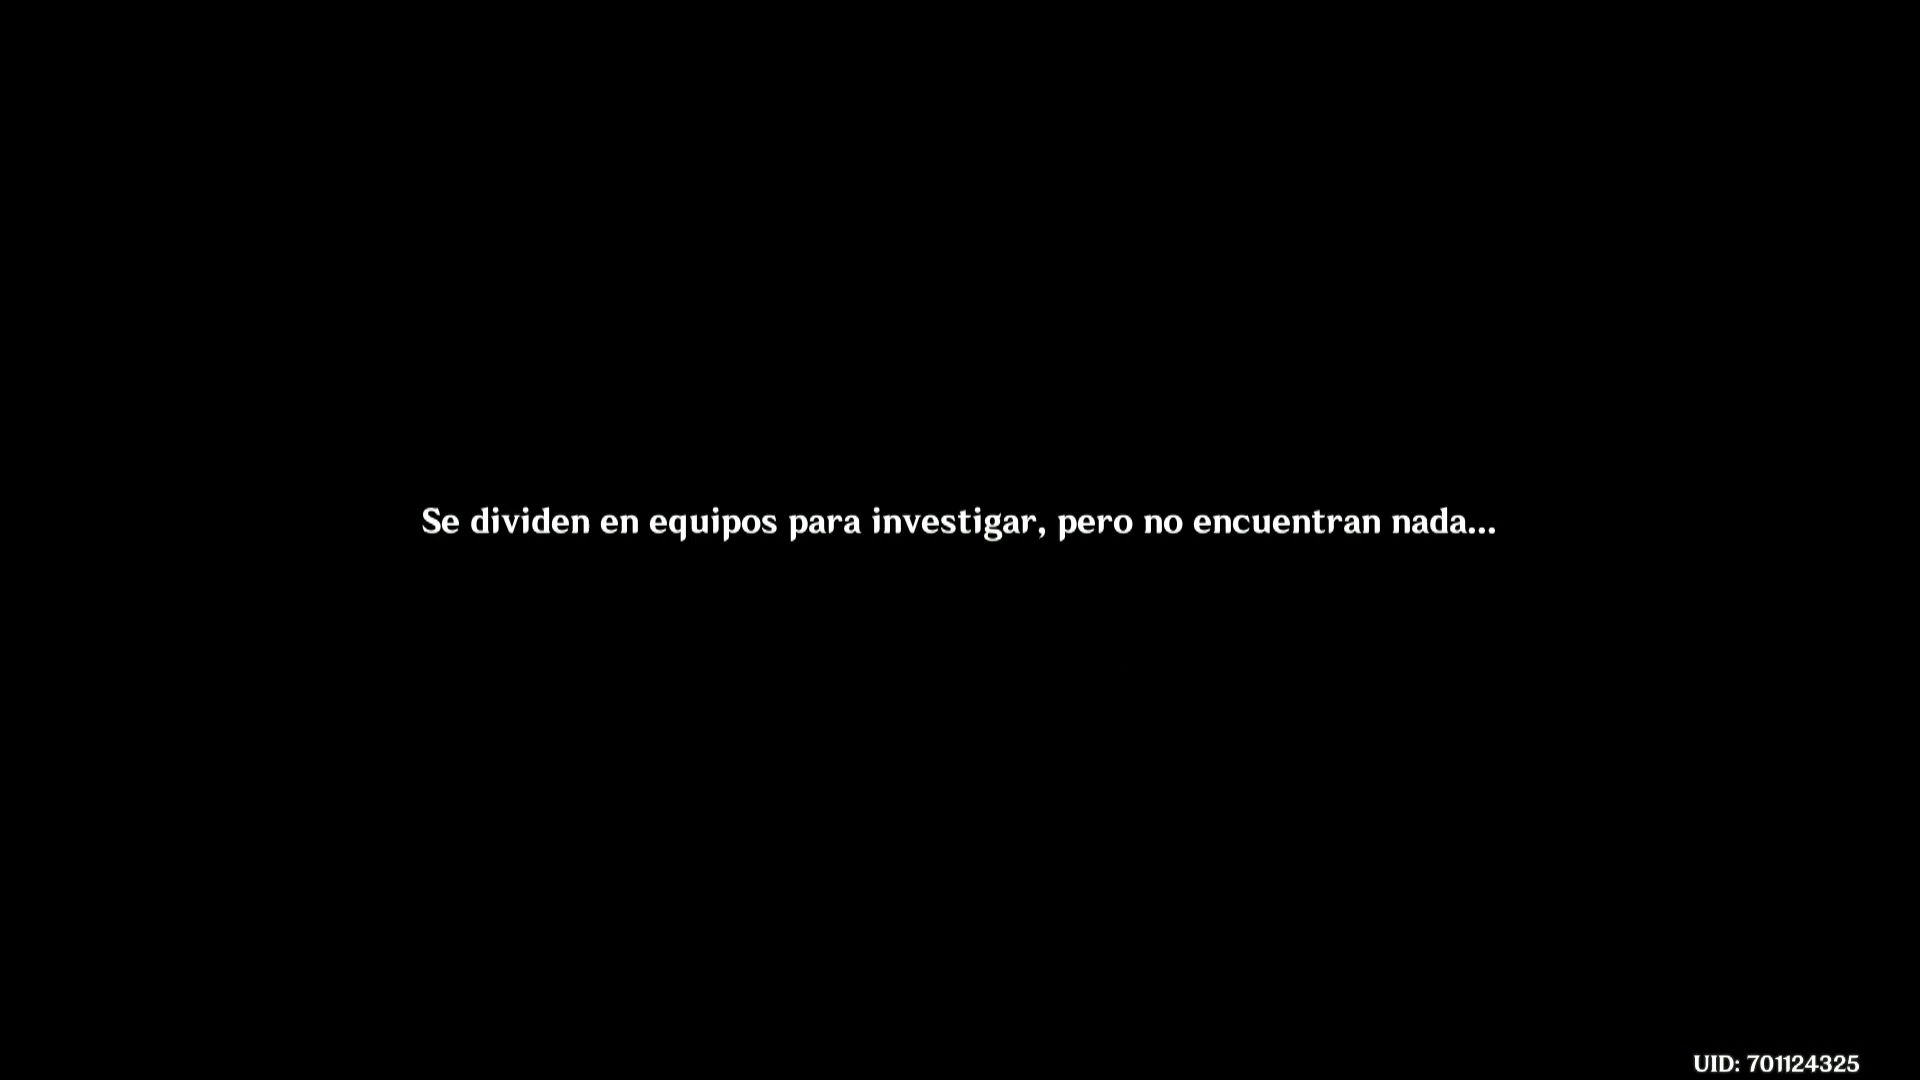 Se dividen en equipos para investigar, pero no encuentran nada...
UID: 701124325